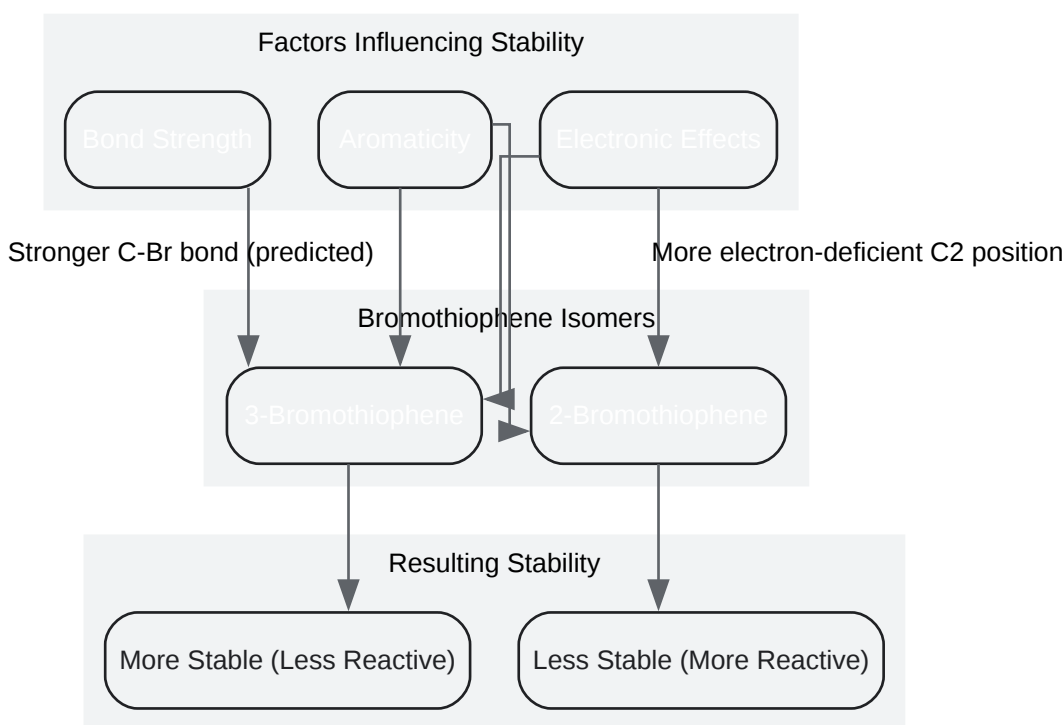 Factors Influencing Stability
Bond Strength
Aromaticity
Electronic Effects
Stronger C-Br bond (predicted)
More electron-deficient C2 position
Bromothiophene Isomers
3-Bromothiophene
2-Bromothiophene
Resulting Stability
More Stable (Less Reactive)
Less Stable (More Reactive)